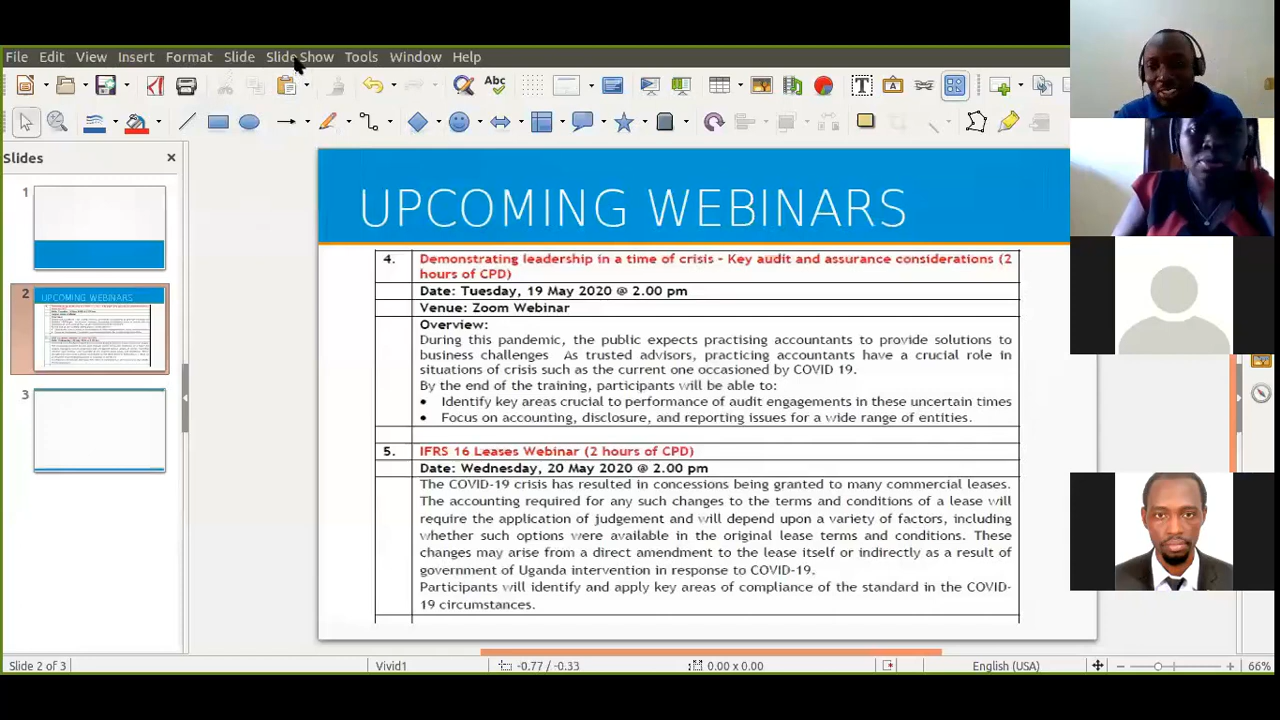 File Edit View Insert Format Slide Slide Show Tools Window Help
Abc
T A
Slides
1
2
UPCOMING WEBINARS
3
UPCOMING WEBINARS
4. Demonstrating leadership in a time of crisis - Key audit and assurance considerations (2
hours of CPD)
Date: Tuesday, 19 May 2020 @ 2.00 pm
Venue: Zoom Webinar
Overview:
During this pandemic, the public expects practising accountants to provide solutions to
business challenges. As trusted advisors, practicing accountants have a crucial role in
situations of crisis such as the current one occasioned by COVID 19.
By the end of the training, participants will be able to:
• Identify key areas crucial to performance of audit engagements in these uncertain times
• Focus on accounting, disclosure, and reporting issues for a wide range of entities.
5. IFRS 16 Leases Webinar (2 hours of CPD)
Date: Wednesday, 20 May 2020 @ 2.00 pm
The COVID-19 crisis has resulted in concessions being granted to many commercial leases.
The accounting required for any such changes to the terms and conditions of a lease will
require the application of judgement and will depend upon a variety of factors, including
whether such options were available in the original lease terms and conditions. These
changes may arise from a direct amendment to the lease itself or indirectly as a result of
government of Uganda intervention in response to COVID-19.
Participants will identify and apply key areas of compliance of the standard in the COVID-
19 circumstances.
Slide 2 of 3 Vivid1 -0.77 / -0.33 0.00 x 0.00 English (USA) 66%